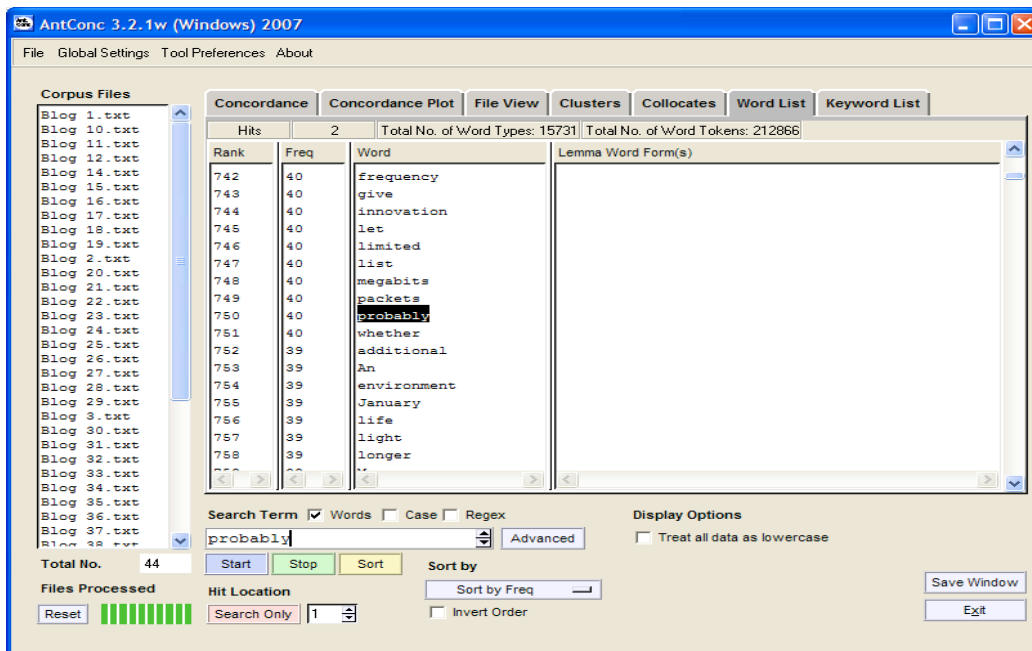 AntConc 3.2.1w (Windows) 2007
File Global Settings Tool Preferences About
Corpus Files
Blog 1.txt
Blog 10.txt
Blog 11.txt
Blog 12.txt
Blog 14.txt
Blog 15.txt
Blog 16.txt
Blog 17.txt
Blog 18.txt
Blog 19.txt
Blog 2.txt
Blog 20.txt
Blog 21.txt
Blog 22.txt
Blog 23.txt
Blog 24.txt
Blog 25.txt
Blog 26.txt
Blog 27.txt
Blog 28.txt
Blog 29.txt
Blog 3.txt
Blog 30.txt
Blog 31.txt
Blog 32.txt
Blog 33.txt
Blog 34.txt
Blog 35.txt
Blog 36.txt
Blog 37.txt
Blog 38.txt
Total No. 44
Files Processed
Reset
Concordance Concordance Plot File View Clusters Collocates Word List Keyword List
Hits 2 Total No. of Word Types: 15731 Total No. of Word Tokens: 212866
Rank Freq Word Lemma Word Form(s)
742 40 frequency
743 40 give
744 40 innovation
745 40 let
746 40 limited
747 40 list
748 40 megabits
749 40 packets
750 40 probably
751 40 whether
752 39 additional
753 39 An
754 39 environment
755 39 January
756 39 life
757 39 light
758 39 longer
Search Term Words Case Regex
probably Advanced
Start Stop Sort
Hit Location
Search Only 1
Sort by
Sort by Freq
Invert Order
Display Options
Treat all data as lowercase
Save Window
Exit